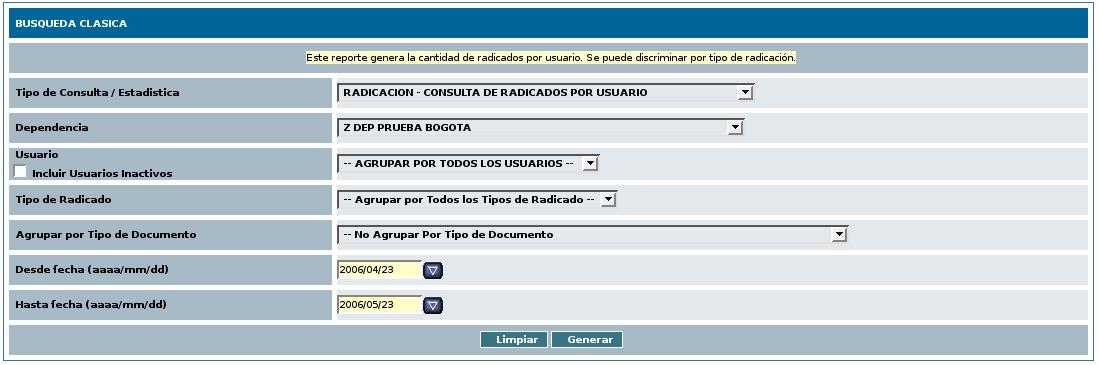 BUSQUEDA CLASICA
Este reporte genera la cantidad de radicados por usuario. Se puede discriminar por tipo de radicación.
Tipo de Consulta / Estadistica RADICACION - CONSULTA DE RADICADOS POR USUARIO
Dependencia Z DEP PRUEBA BOGOTA
Usuario
Incluir Usuarios Inactivos -- AGRUPAR POR TODOS LOS USUARIOS --
Tipo de Radicado -- Agrupar por Todos los Tipos de Radicado --
Agrupar por Tipo de Documento -- No Agrupar Por Tipo de Documento
Desde fecha (aaaa/mm/dd) 2006/04/23
Hasta fecha (aaaa/mm/dd) 2006/05/23
Limpiar Generar